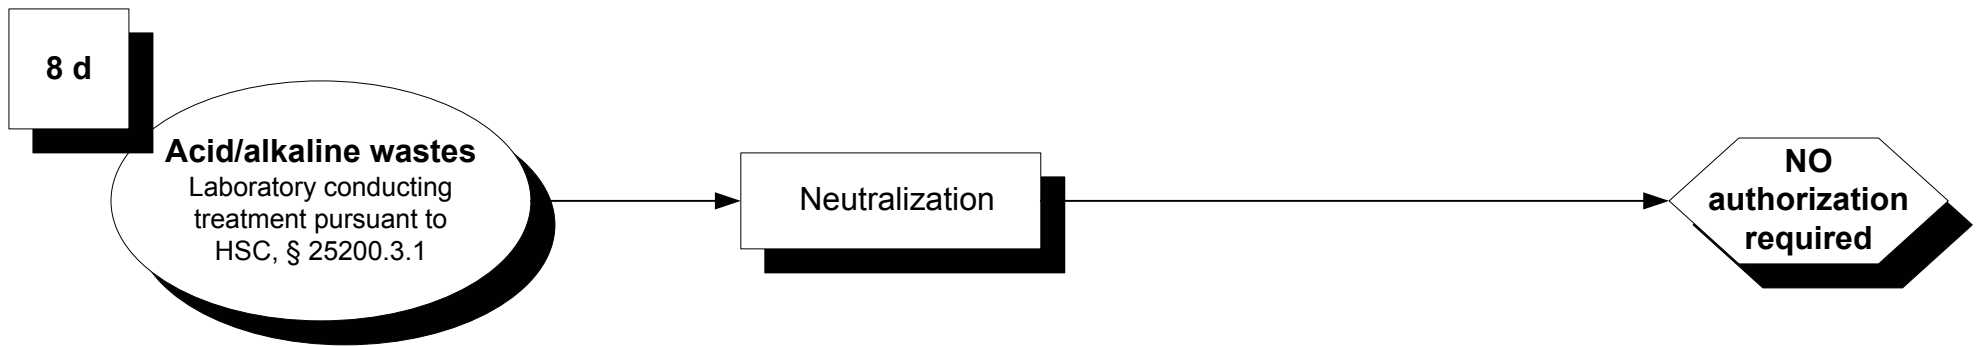 8 d
Acid/alkaline wastes
Laboratory conducting
treatment pursuant to
HSC, § 25200.3.1
Neutralization
NO
authorization
required